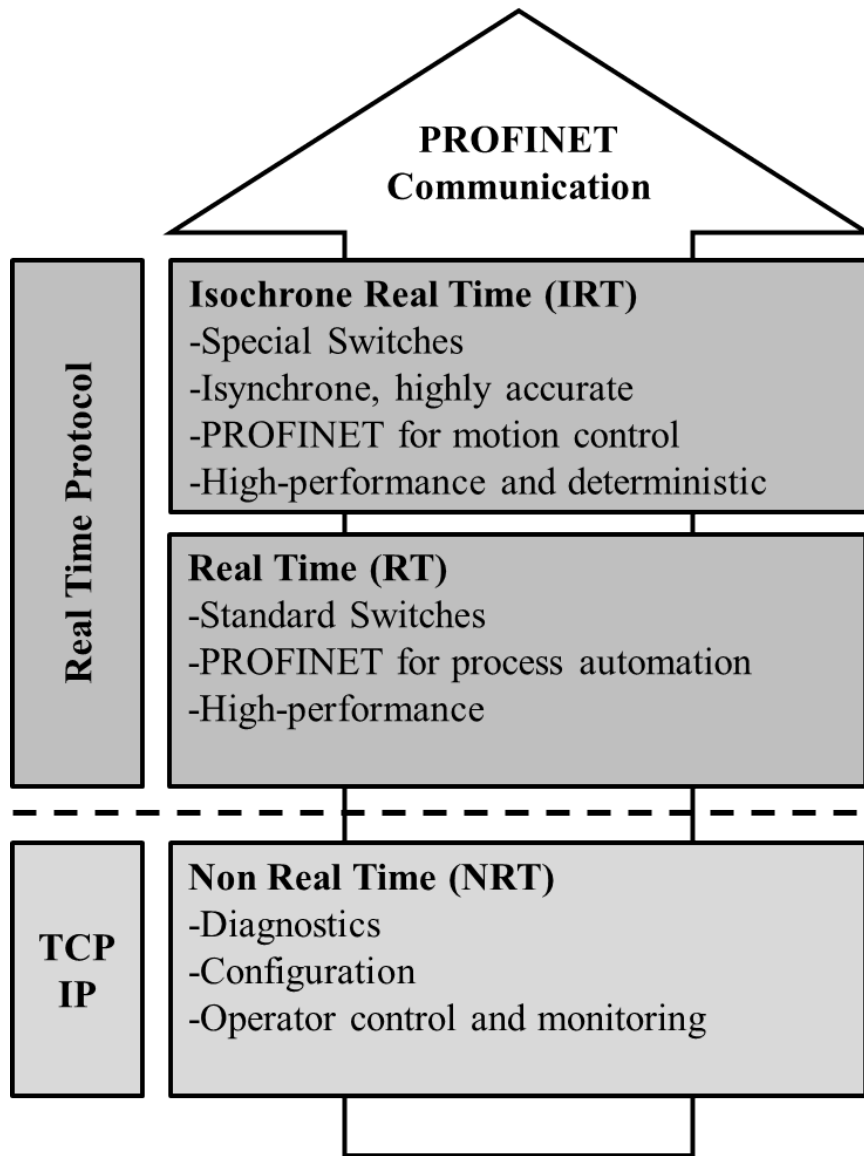 PROFINET
Communication
Real Time Protocol
Isochrone Real Time (IRT)
-Special Switches
-Isynchrone, highly accurate
-PROFINET for motion control
-High-performance and deterministic
Real Time (RT)
-Standard Switches
-PROFINET for process automation
-High-performance
TCP
IP
Non Real Time (NRT)
-Diagnostics
-Configuration
-Operator control and monitoring